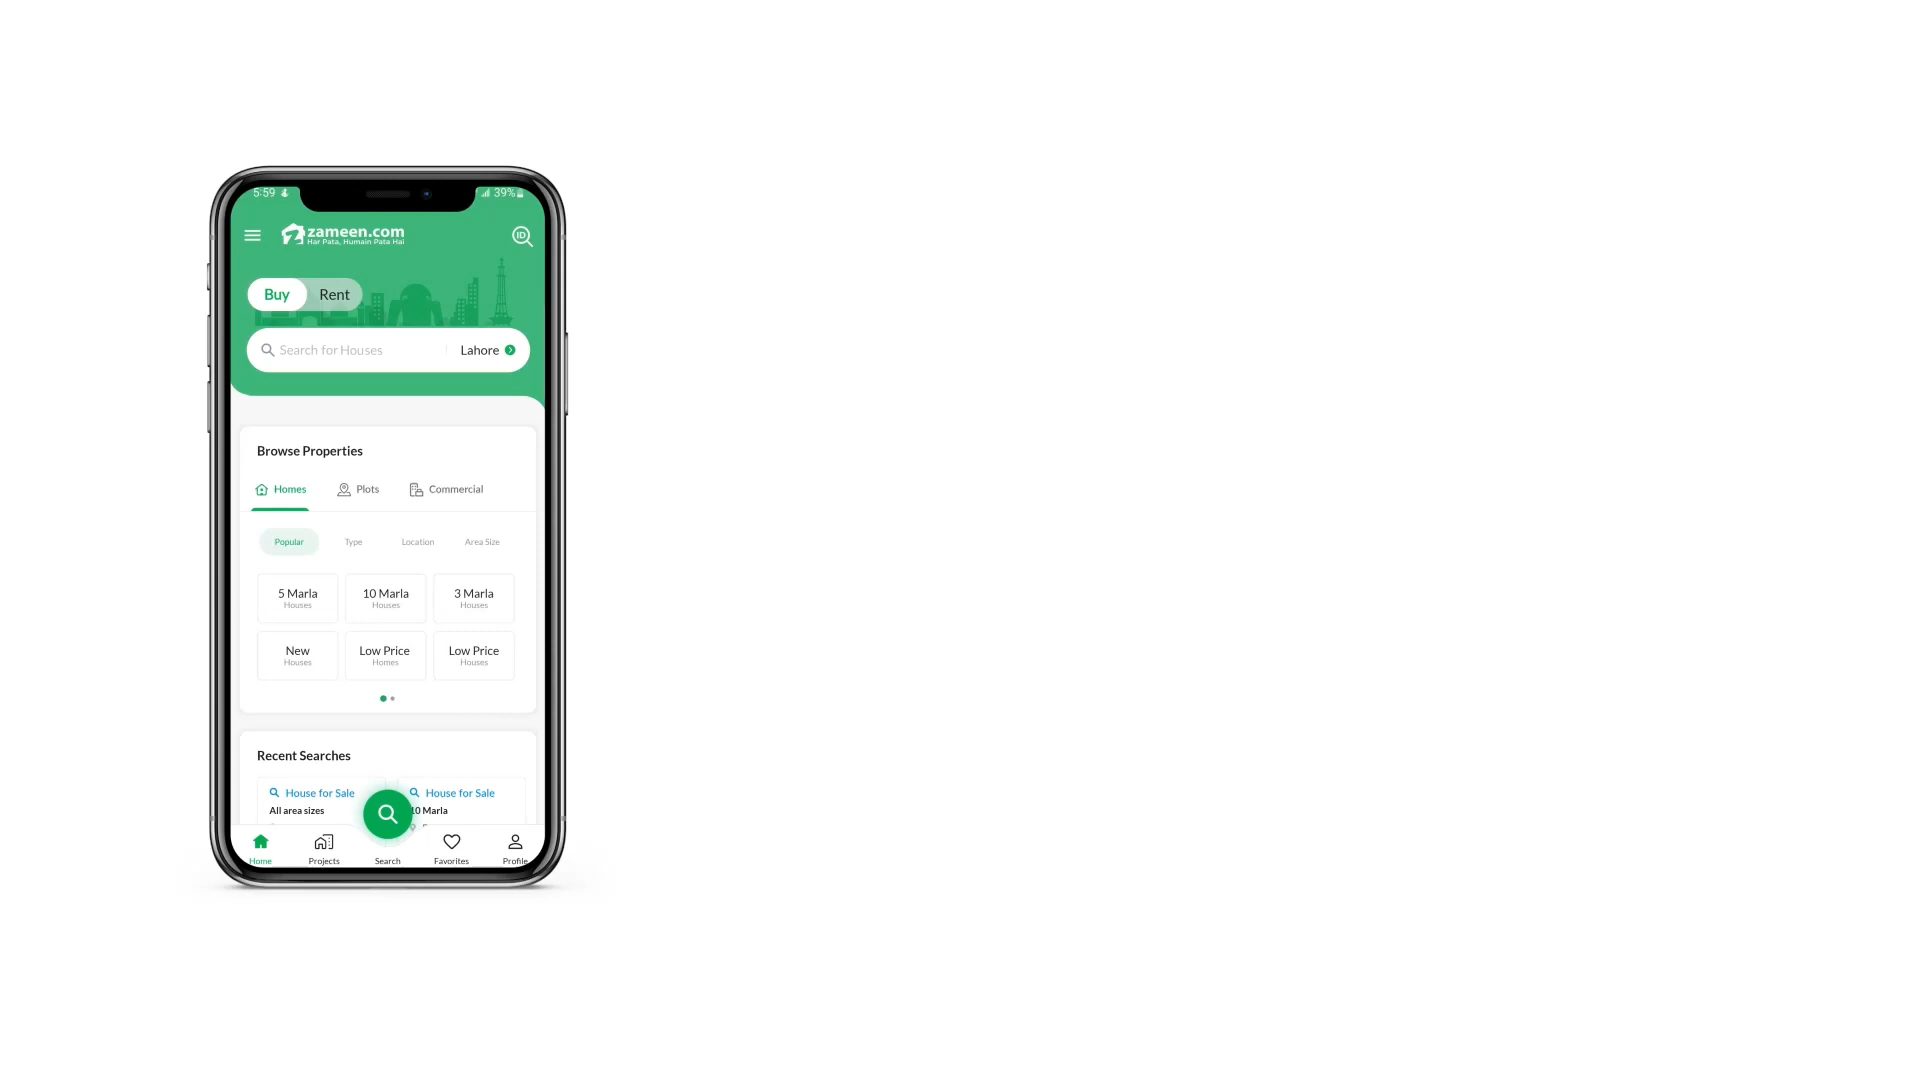 5:59
39%
zameen.com
Har Pata, Humain Pata Hai
ID
Buy Rent
Search for Houses Lahore
Browse Properties
Homes Plots Commercial
Popular Type Location Area Size
5 Marla 10 Marla 3 Marla
Houses Houses Houses
New Low Price Low Price
Houses Homes Houses
Recent Searches
House for Sale House for Sale
All area sizes 10 Marla
Home Projects Search Favorites Profile